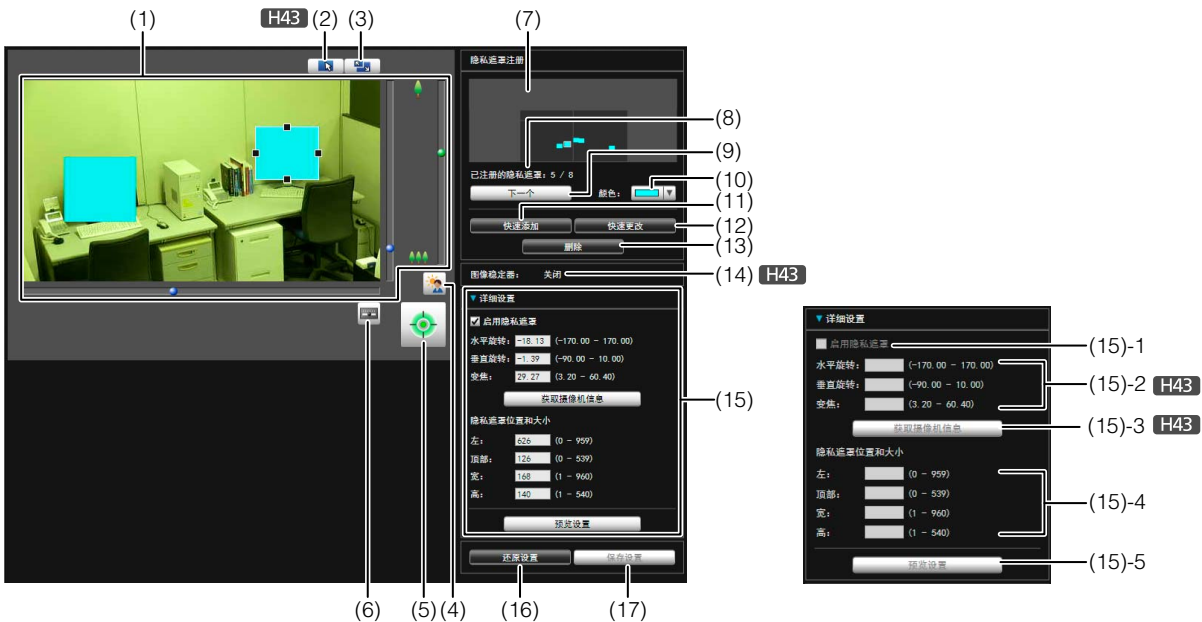 (1) H43 (2) (3) (7)
隐私遮罩注册
(8)
(9)
已注册的隐私遮罩：5 / 8
下一个 颜色： (10)
(11)
快速添加 快速更改 (12)
删除 (13)
图像稳定器： 关闭 (14) H43
▼ 详细设置
启用隐私遮罩
水平旋转： -18.13 (-170.00 - 170.00)
垂直旋转： -1.39 (-90.00 - 10.00)
变焦： 29.27 (3.20 - 60.40)
获取摄像机信息
(15)
隐私遮罩位置和大小
左： 626 (0 - 959)
顶部： 126 (0 - 539)
宽： 168 (1 - 960)
高： 140 (1 - 540)
预览设置
还原设置 保存设置
(6) (5) (4) (16) (17)
▼ 详细设置
启用隐私遮罩 (15)-1
水平旋转： (-170.00 - 170.00)
垂直旋转： (-90.00 - 10.00) (15)-2 H43
变焦： (3.20 - 60.40)
获取摄像机信息 (15)-3 H43
隐私遮罩位置和大小
左： (0 - 959)
顶部： (0 - 539) (15)-4
宽： (1 - 960)
高： (1 - 540)
预览设置 (15)-5